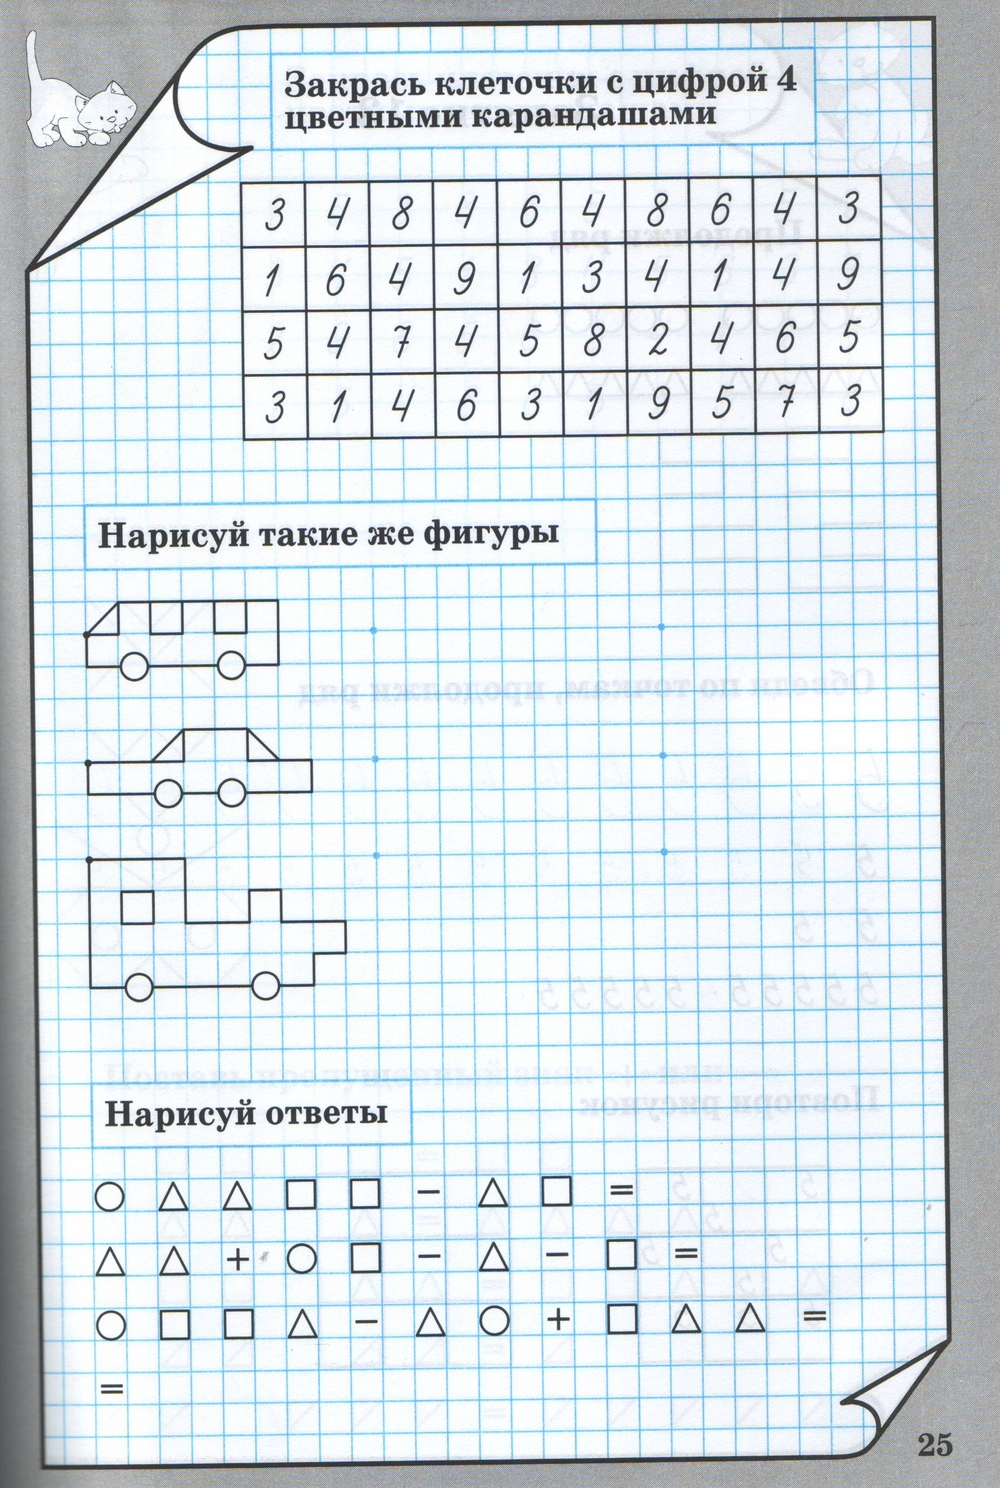 Закрась клеточки с цифрой 4
цветными карандашами
3 4 8 4 6 4 8 6 4 3
1 6 4 9 1 3 4 1 4 9
5 4 7 4 5 8 2 4 6 5
3 1 4 6 3 1 9 5 7 3
Нарисуй такие же фигуры
Нарисуй ответы
○ △ △ □ □ − △ □ =
△ △ + ○ □ − △ − □ =
○ □ □ △ − △ ○ + □ △ △ =
=
25